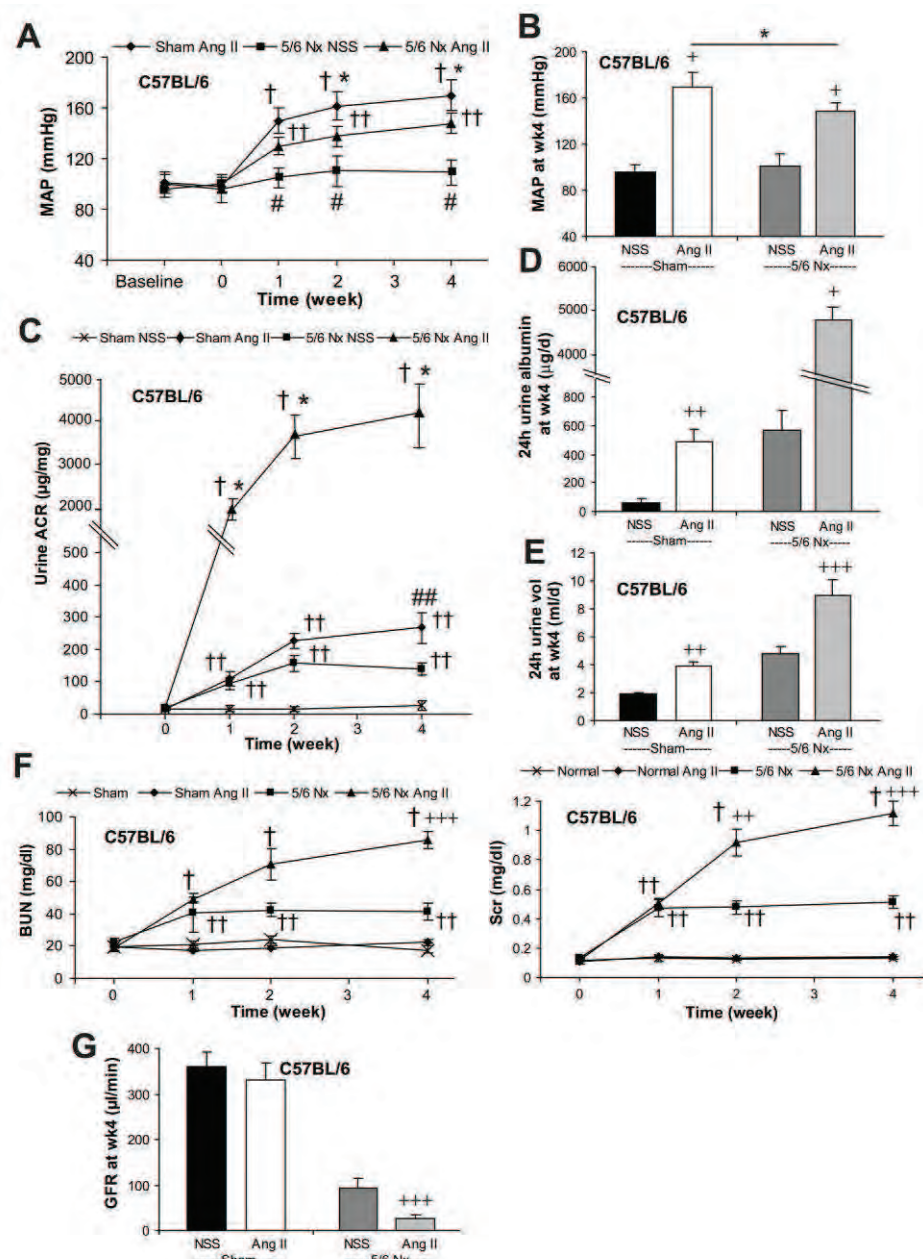 A
Sham Ang II 5/6 Nx NSS 5/6 Nx Ang II
C57BL/6
MAP (mmHg)
200
160
120
80
40
† † * † *
†† †† ††
# # #
Baseline 0 1 2 3 4
Time (week)
B
*
C57BL/6
MAP at wk4 (mmHg)
200
160
120
80
40
+ +
NSS Ang II NSS Ang II
------Sham------ -----5/6 Nx-----
C
Sham NSS Sham Ang II 5/6 Nx NSS 5/6 Nx Ang II
C57BL/6
Urine ACR (µg/mg)
5000
4000
3000
2000
500
400
300
200
100
0
† * † * † *
##
†† †† ††
†† †† ††
0 1 2 3 4
Time (week)
D
C57BL/6
24h urine albumin
at wk4 (µg/d)
6000
5000
4000
800
600
400
200
0
++ +
NSS Ang II NSS Ang II
------Sham------ -----5/6 Nx-----
E
C57BL/6
24h urine vol
at wk4 (ml/d)
12
10
8
6
4
2
0
++ +++
NSS Ang II NSS Ang II
------Sham------ -----5/6 Nx------
F
Sham Sham Ang II 5/6 Nx 5/6 Nx Ang II
C57BL/6
BUN (mg/dl)
100
80
60
40
20
0
† † † +++
†† †† ††
0 1 2 3 4
Time (week)
Normal Normal Ang II 5/6 Nx 5/6 Nx Ang II
C57BL/6
Scr (mg/dl)
1.2
1
0.8
0.6
0.4
0.2
0
†† † ++ † +++
†† †† ††
0 1 2 3 4
Time (week)
G
C57BL/6
GFR at wk4 (µl/min)
400
300
200
100
0
+++
NSS Ang II NSS Ang II
Sham 5/6 Nx